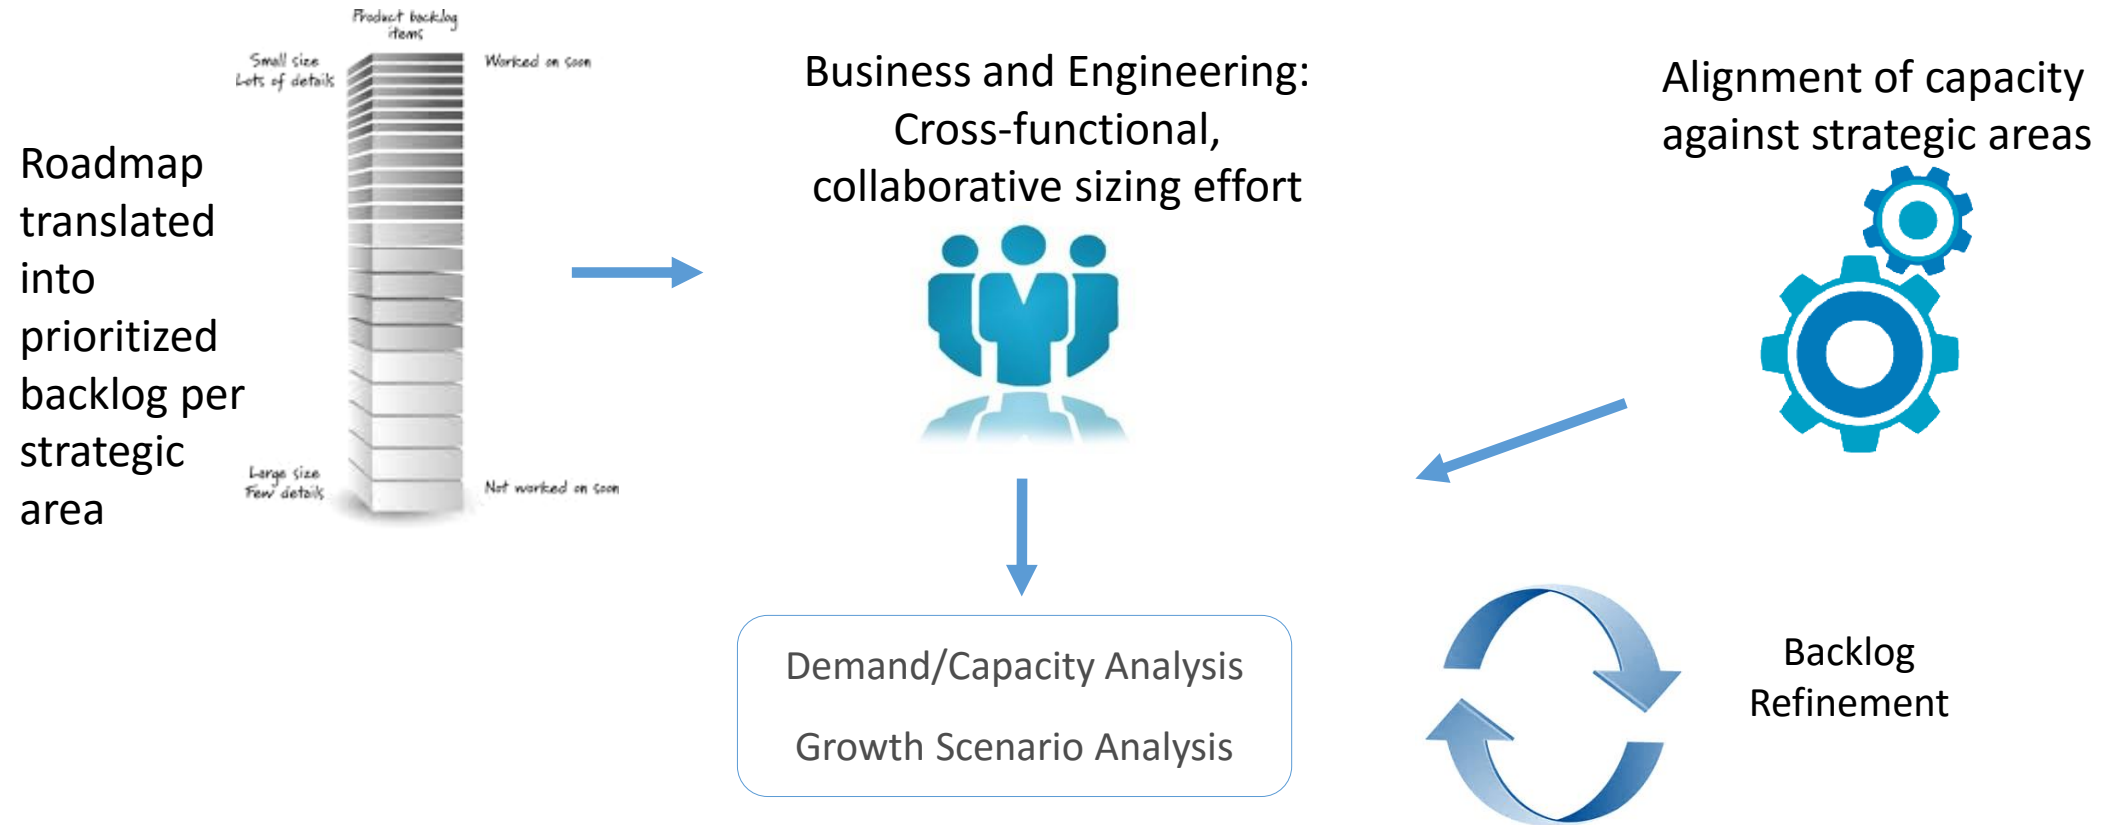 Product backlog
items
Small size
Lots of details
Worked on soon
Roadmap
translated
into
prioritized
backlog per
strategic
area
Large size
Few details
Not worked on soon
Business and Engineering:
Cross-functional,
collaborative sizing effort
Alignment of capacity
against strategic areas
Demand/Capacity Analysis
Growth Scenario Analysis
Backlog
Refinement